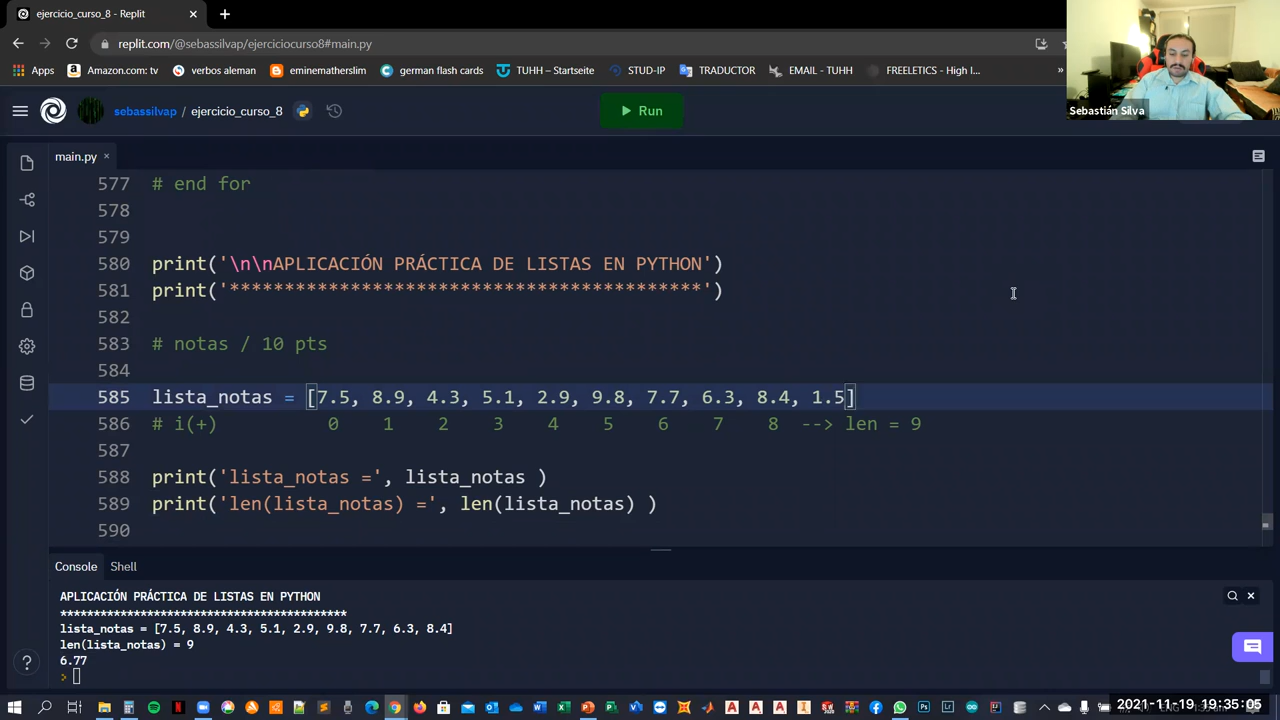 ejercicio_curso_8 - Replit
replit.com/@sebassilvap/ejerciciocurso8#main.py
Apps Amazon.com: tv verbos aleman eminematherslim german flash TUHH – Startseite STUD-IP TRADUCTOR EMAIL - TUHH FREELETICS - High I... »
Sebastián Silva
sebassilvap / ejercicio_curso_8
Run
main.py
577 # end for
578
579
580 print('\n\nAPLICACIÓN PRÁCTICA DE LISTAS EN PYTHON')
581 print('*******************************************')
582
583 # notas / 10 pts
584
585 lista_notas = [7.5, 8.9, 4.3, 5.1, 2.9, 9.8, 7.7, 6.3, 8.4, 1.5]
586 # i(+) 0 1 2 3 4 5 6 7 8 --> len = 9
587
588 print('lista_notas =', lista_notas )
589 print('len(lista_notas) =', len(lista_notas) )
590
Console Shell
APLICACIÓN PRÁCTICA DE LISTAS EN PYTHON
*******************************************
lista_notas = [7.5, 8.9, 4.3, 5.1, 2.9, 9.8, 7.7, 6.3, 8.4]
len(lista_notas) = 9
6.77
>
2021-11-19 19:35:05